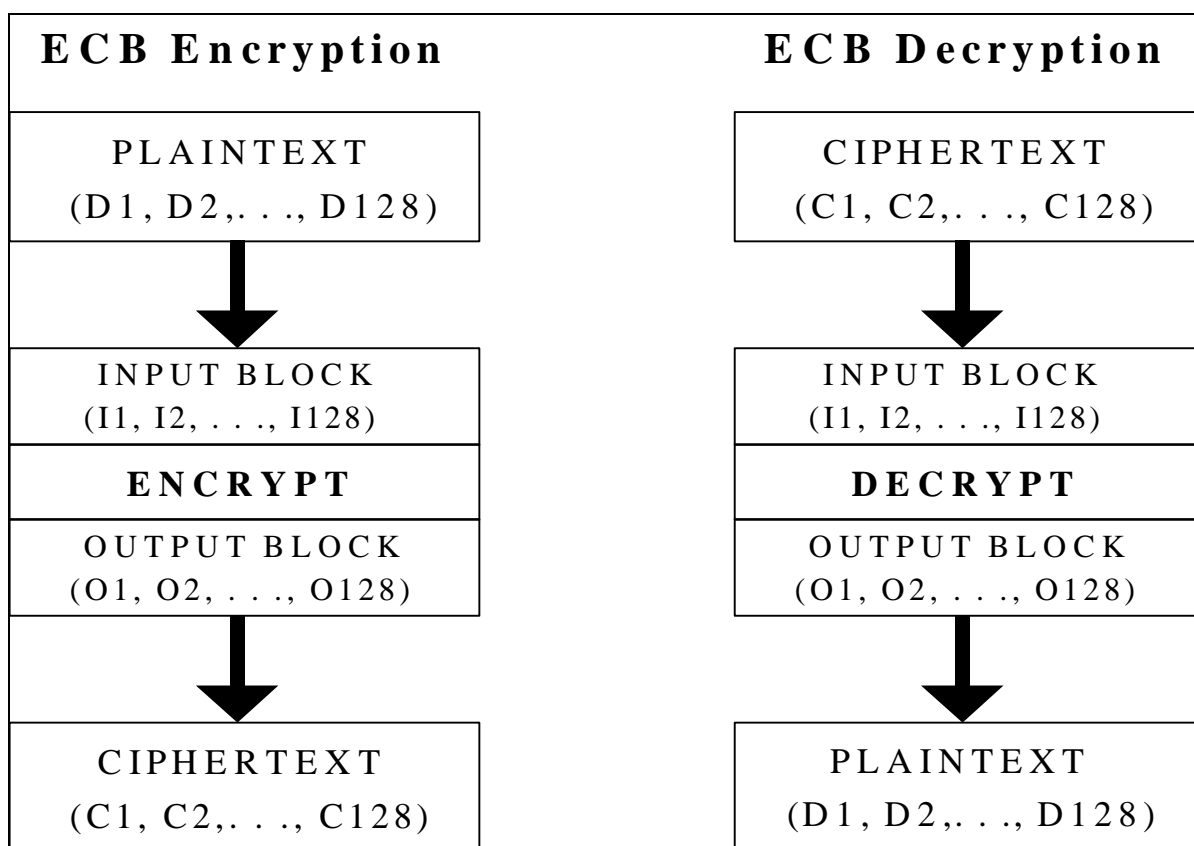 ECB Encryption
PLAINTEXT
(D1, D2,. . ., D128)
INPUT BLOCK
(I1, I2, . . ., I128)
ENCRYPT
OUTPUT BLOCK
(O1, O2, . . ., O128)
CIPHERTEXT
(C1, C2,. . ., C128)
ECB Decryption
CIPHERTEXT
(C1, C2,. . ., C128)
INPUT BLOCK
(I1, I2, . . ., I128)
DECRYPT
OUTPUT BLOCK
(O1, O2, . . ., O128)
PLAINTEXT
(D1, D2,. . ., D128)